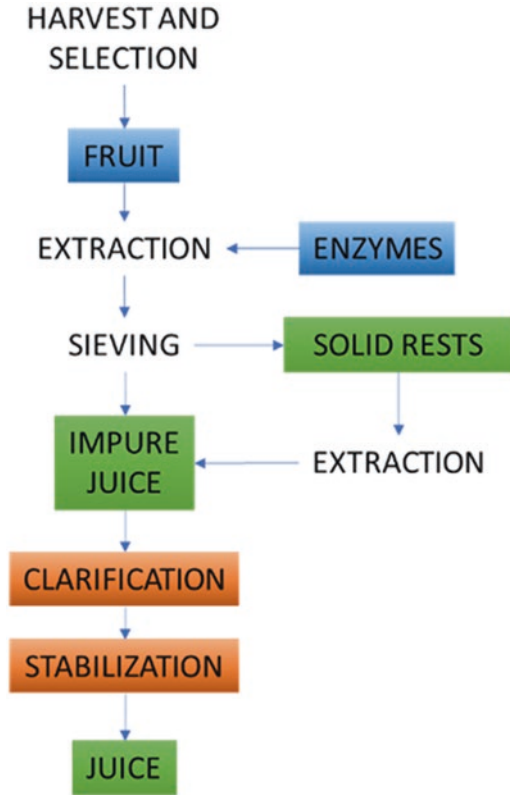 HARVEST AND
SELECTION
FRUIT
EXTRACTION
ENZYMES
SIEVING
SOLID RESTS
IMPURE
JUICE
EXTRACTION
CLARIFICATION
STABILIZATION
JUICE